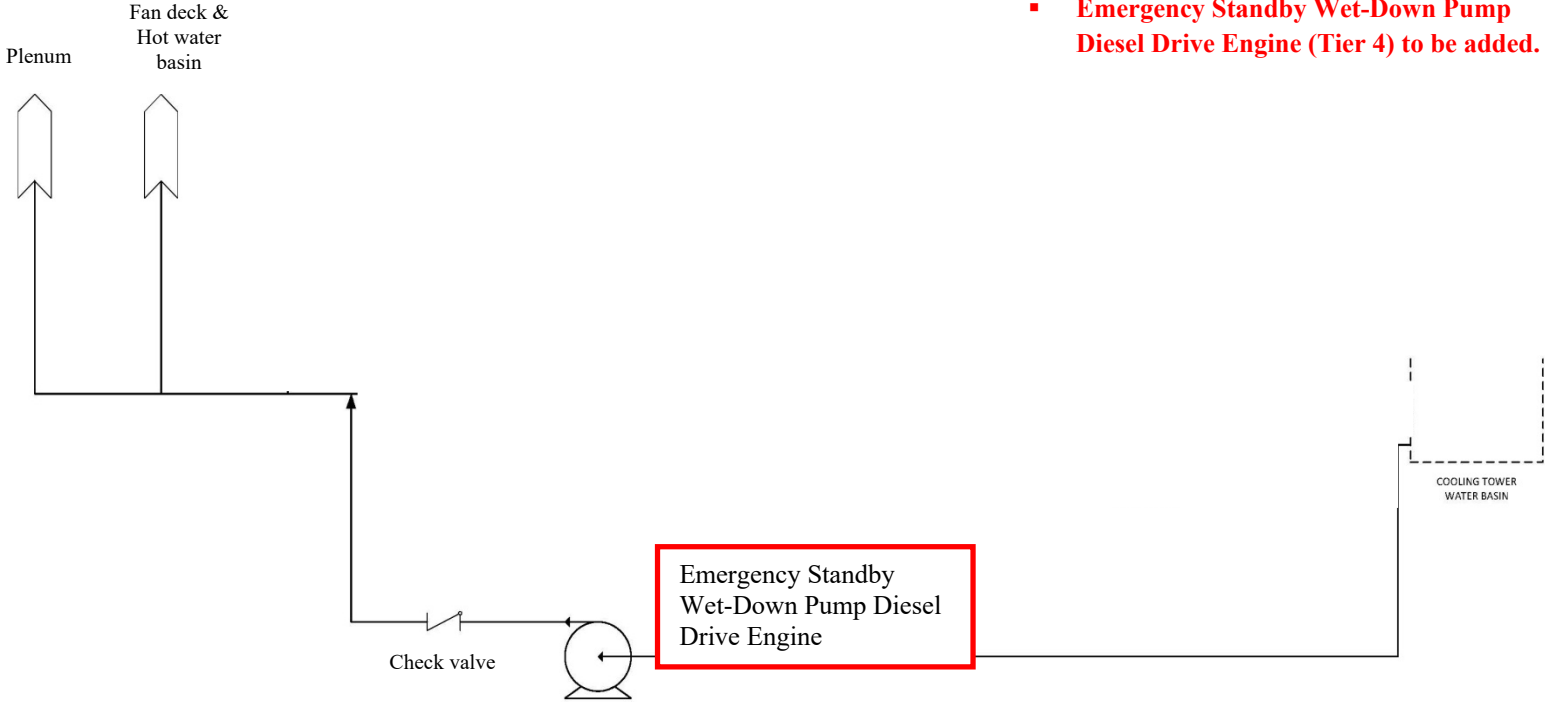 Fan deck &
Hot water
basin
Plenum
▪ Emergency Standby Wet-Down Pump
Diesel Drive Engine (Tier 4) to be added.
COOLING TOWER
WATER BASIN
Emergency Standby
Wet-Down Pump Diesel
Drive Engine
Check valve